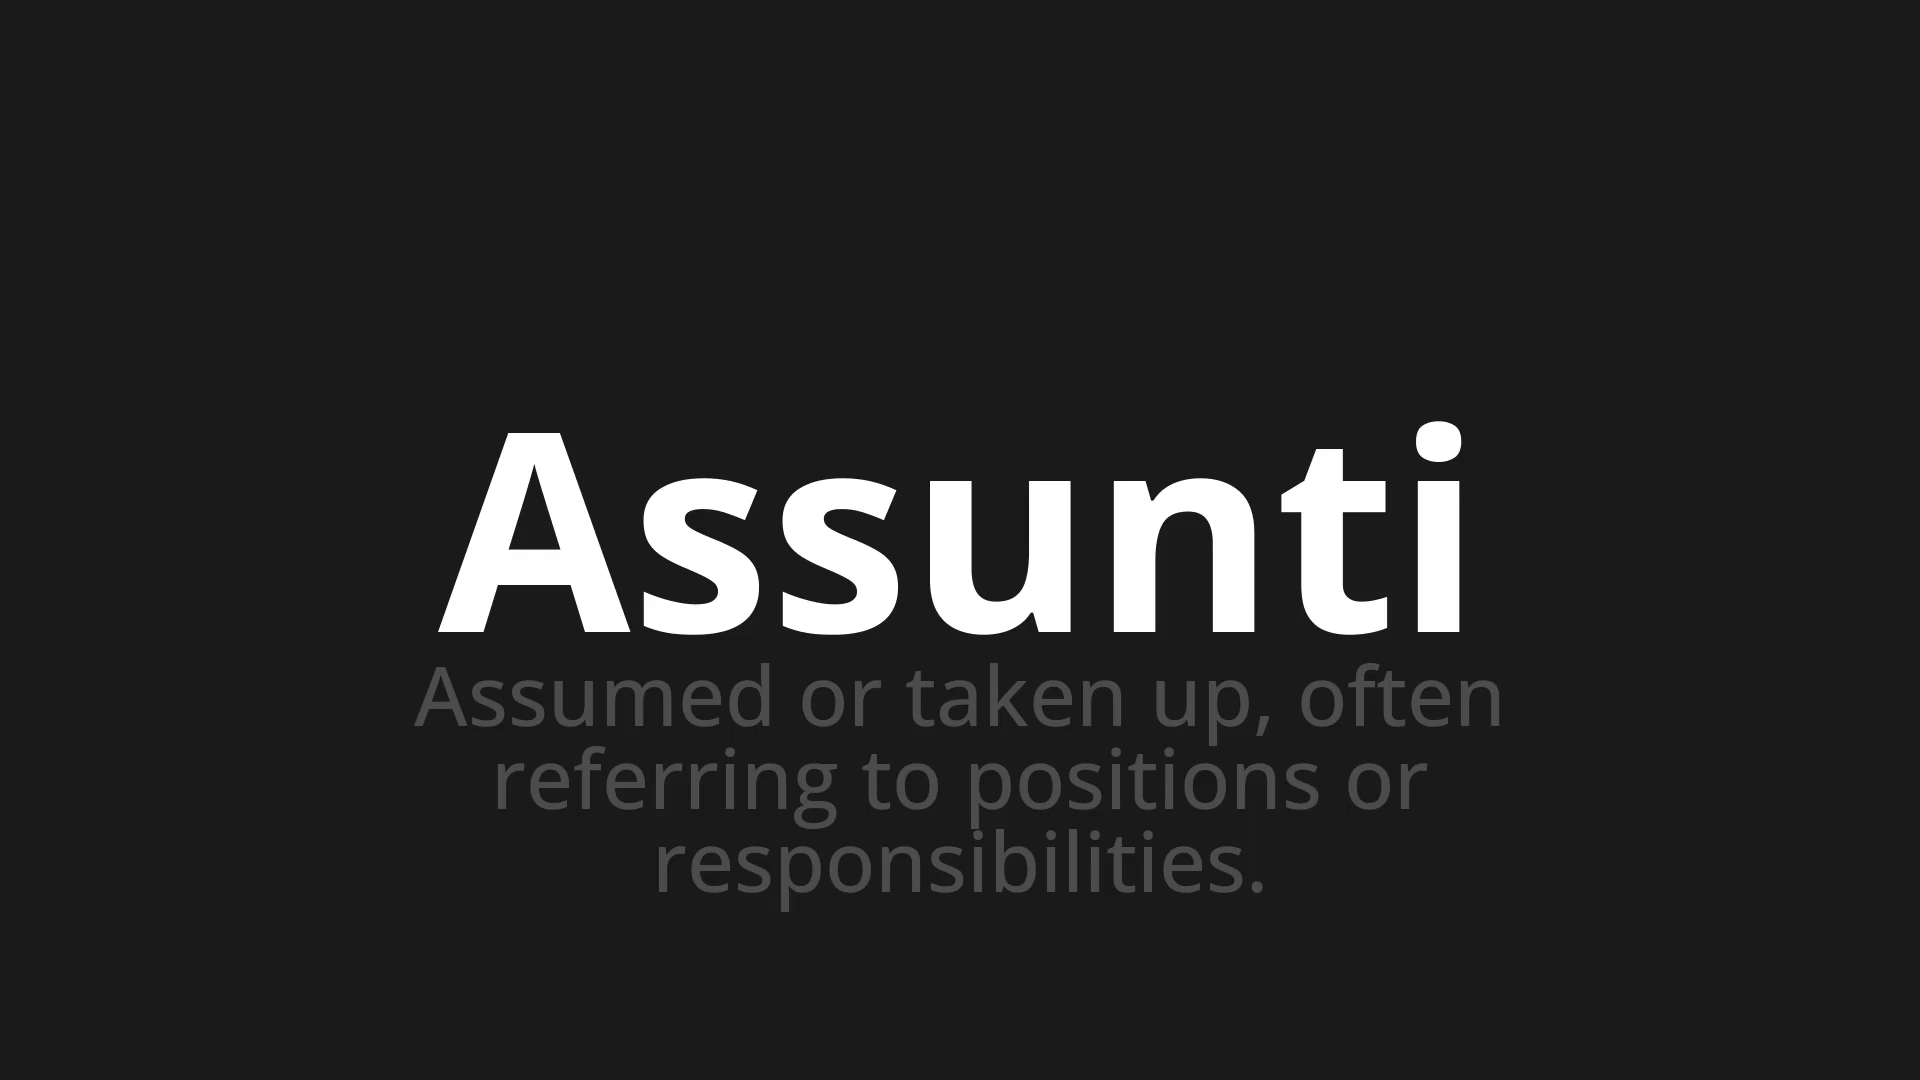 Assunti
Assumed or taken up, often
referring to positions or
responsibilities.